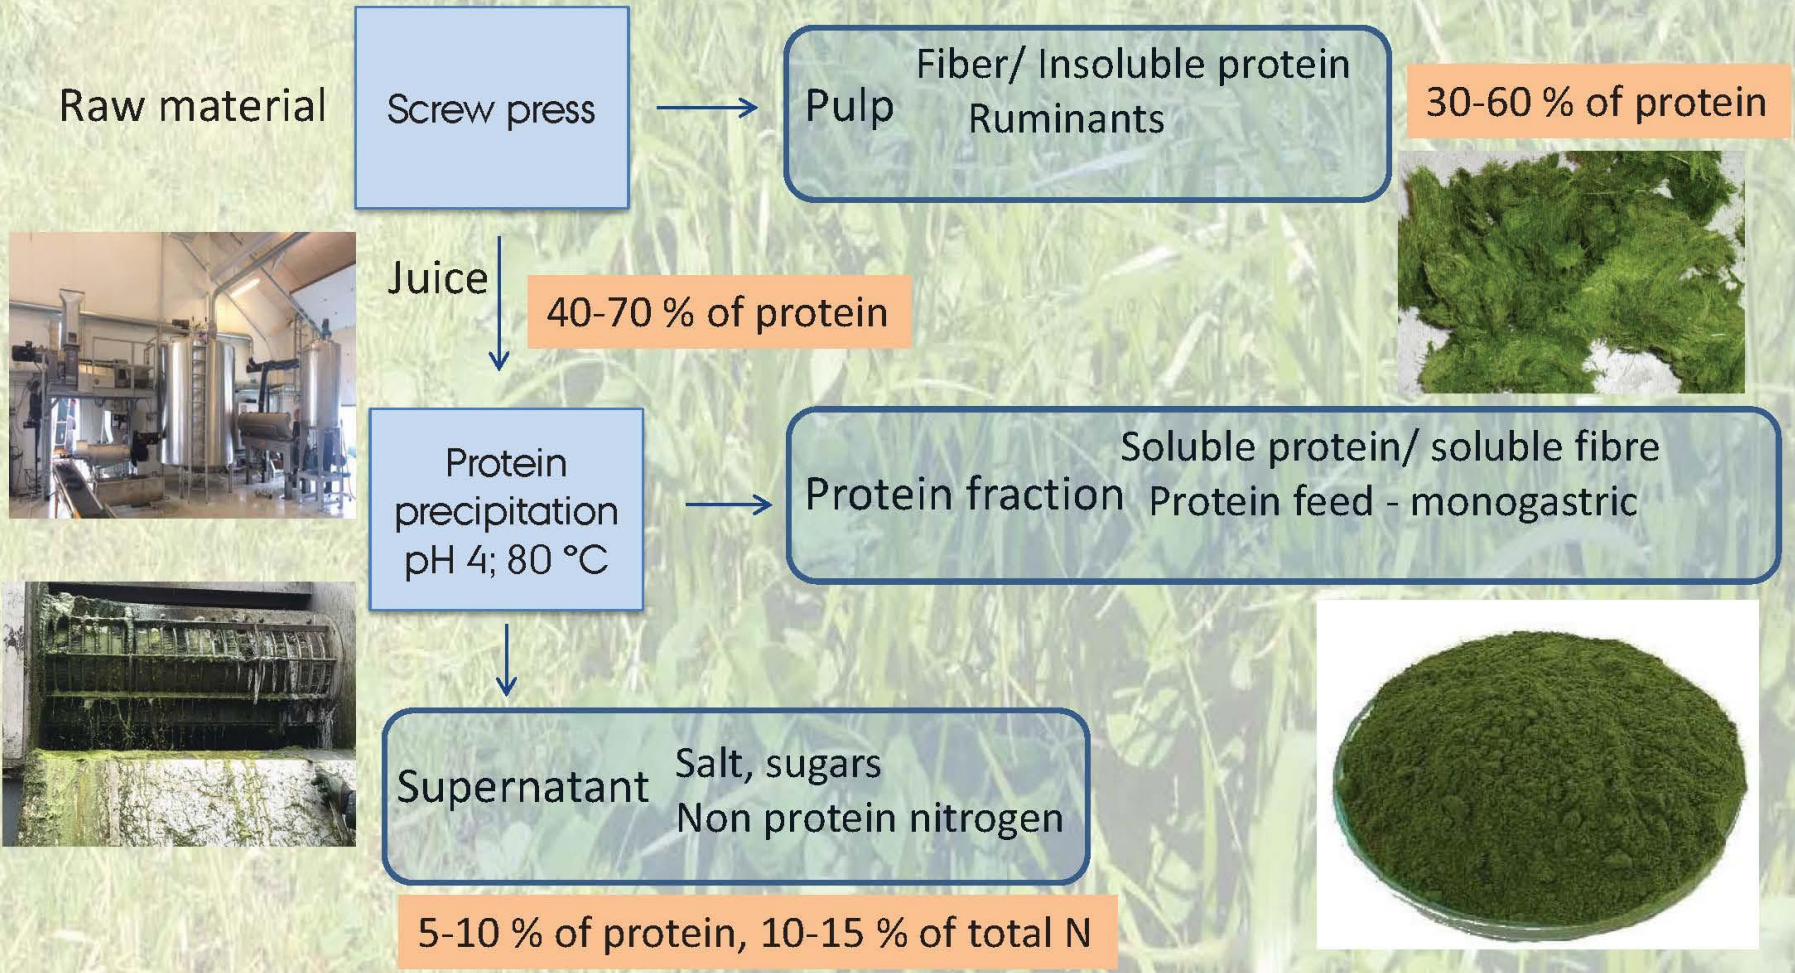 Raw material
Screw press
Pulp
Fiber/ Insoluble protein
Ruminants
30-60 % of protein
Juice
40-70 % of protein
Protein
precipitation
pH 4; 80 °C
Protein fraction
Soluble protein/ soluble fibre
Protein feed - monogastric
Supernatant
Salt, sugars
Non protein nitrogen
5-10 % of protein, 10-15 % of total N